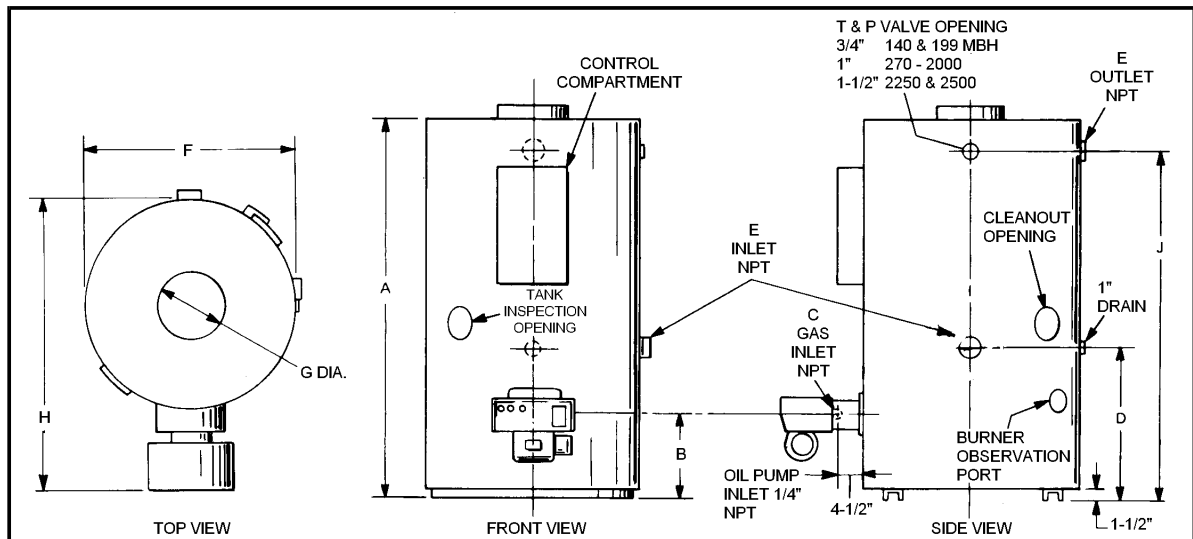 T & P VALVE OPENING
3/4" 140 & 199 MBH
1" 270 - 2000
1-1/2" 2250 & 2500
E
OUTLET
NPT
CONTROL
COMPARTMENT
F
CLEANOUT
OPENING
J
E
INLET
NPT
1"
DRAIN
A
TANK
INSPECTION
OPENING
C
GAS
INLET
NPT
G DIA.
H
D
B
BURNER
OBSERVATION
PORT
OIL PUMP
INLET 1/4"
NPT
4-1/2"
1-1/2"
TOP VIEW
FRONT VIEW
SIDE VIEW